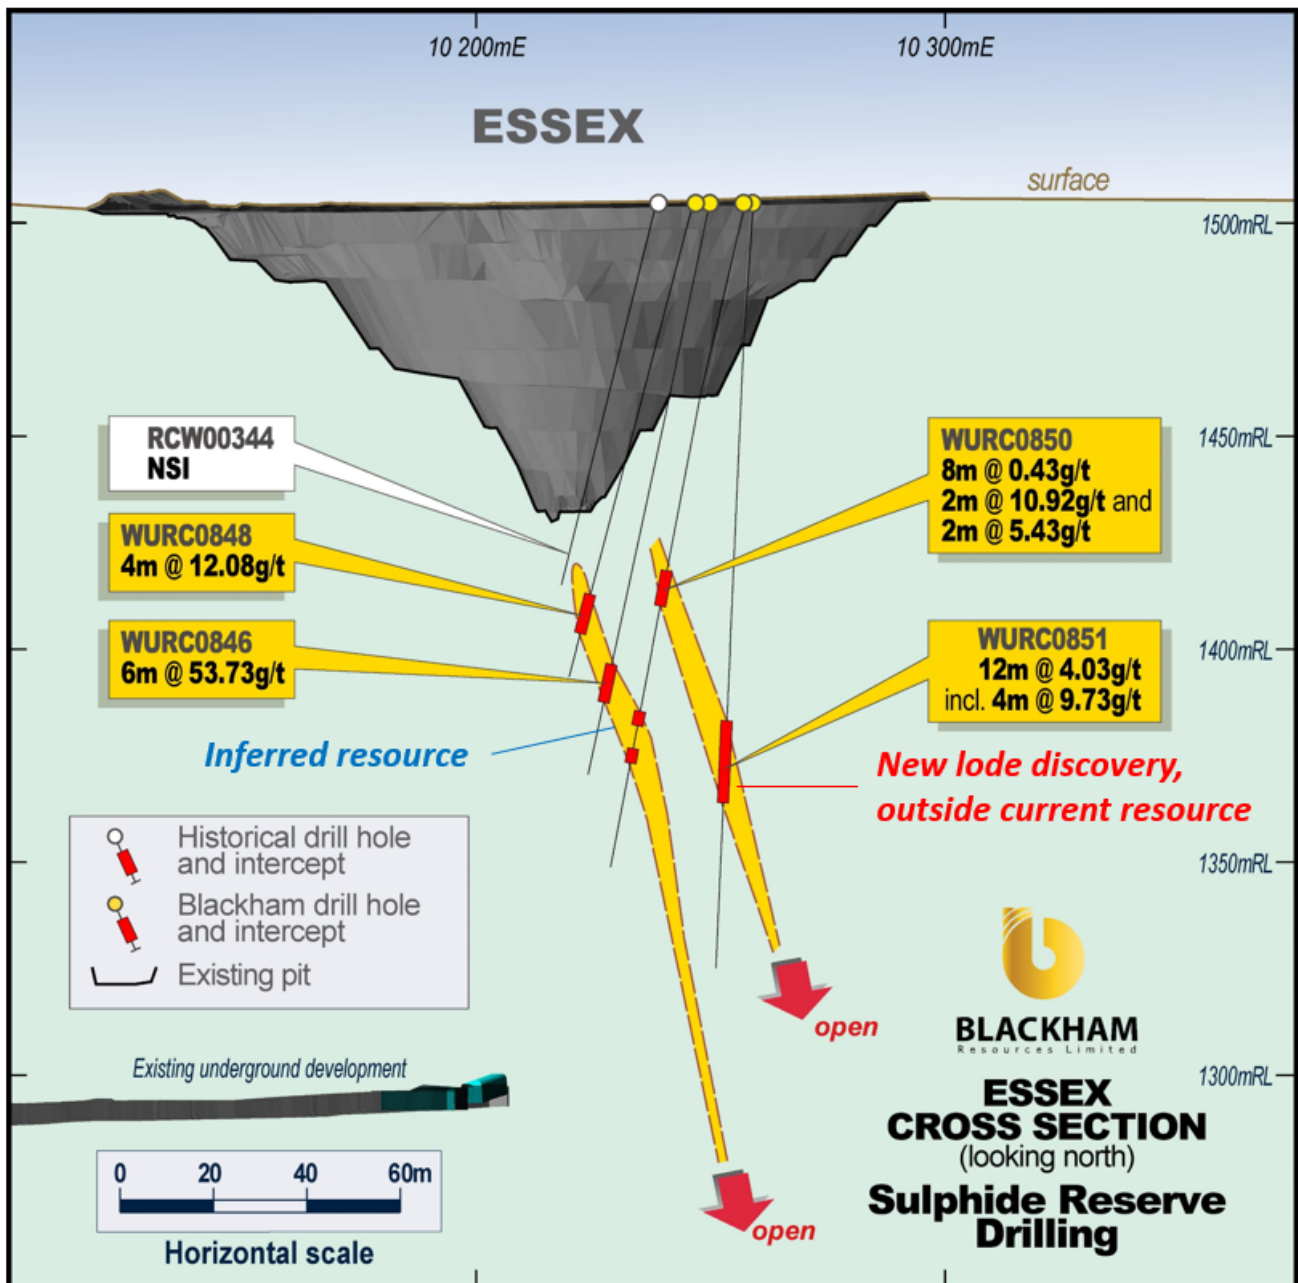 10 200mE
10 300mE
ESSEX
surface
1500mRL
RCW00344
NSI
WURC0850
8m @ 0.43g/t
2m @ 10.92g/t and
2m @ 5.43g/t
1450mRL
WURC0848
4m @ 12.08g/t
WURC0846
6m @ 53.73g/t
WURC0851
12m @ 4.03g/t
incl. 4m @ 9.73g/t
1400mRL
Inferred resource
New lode discovery,
outside current resource
Historical drill hole
and intercept
Blackham drill hole
and intercept
Existing pit
1350mRL
open
BLACKHAM
Resources Limited
Existing underground development
1300mRL
ESSEX
CROSS SECTION
(looking north)
Sulphide Reserve
Drilling
0 20 40 60m
Horizontal scale
open